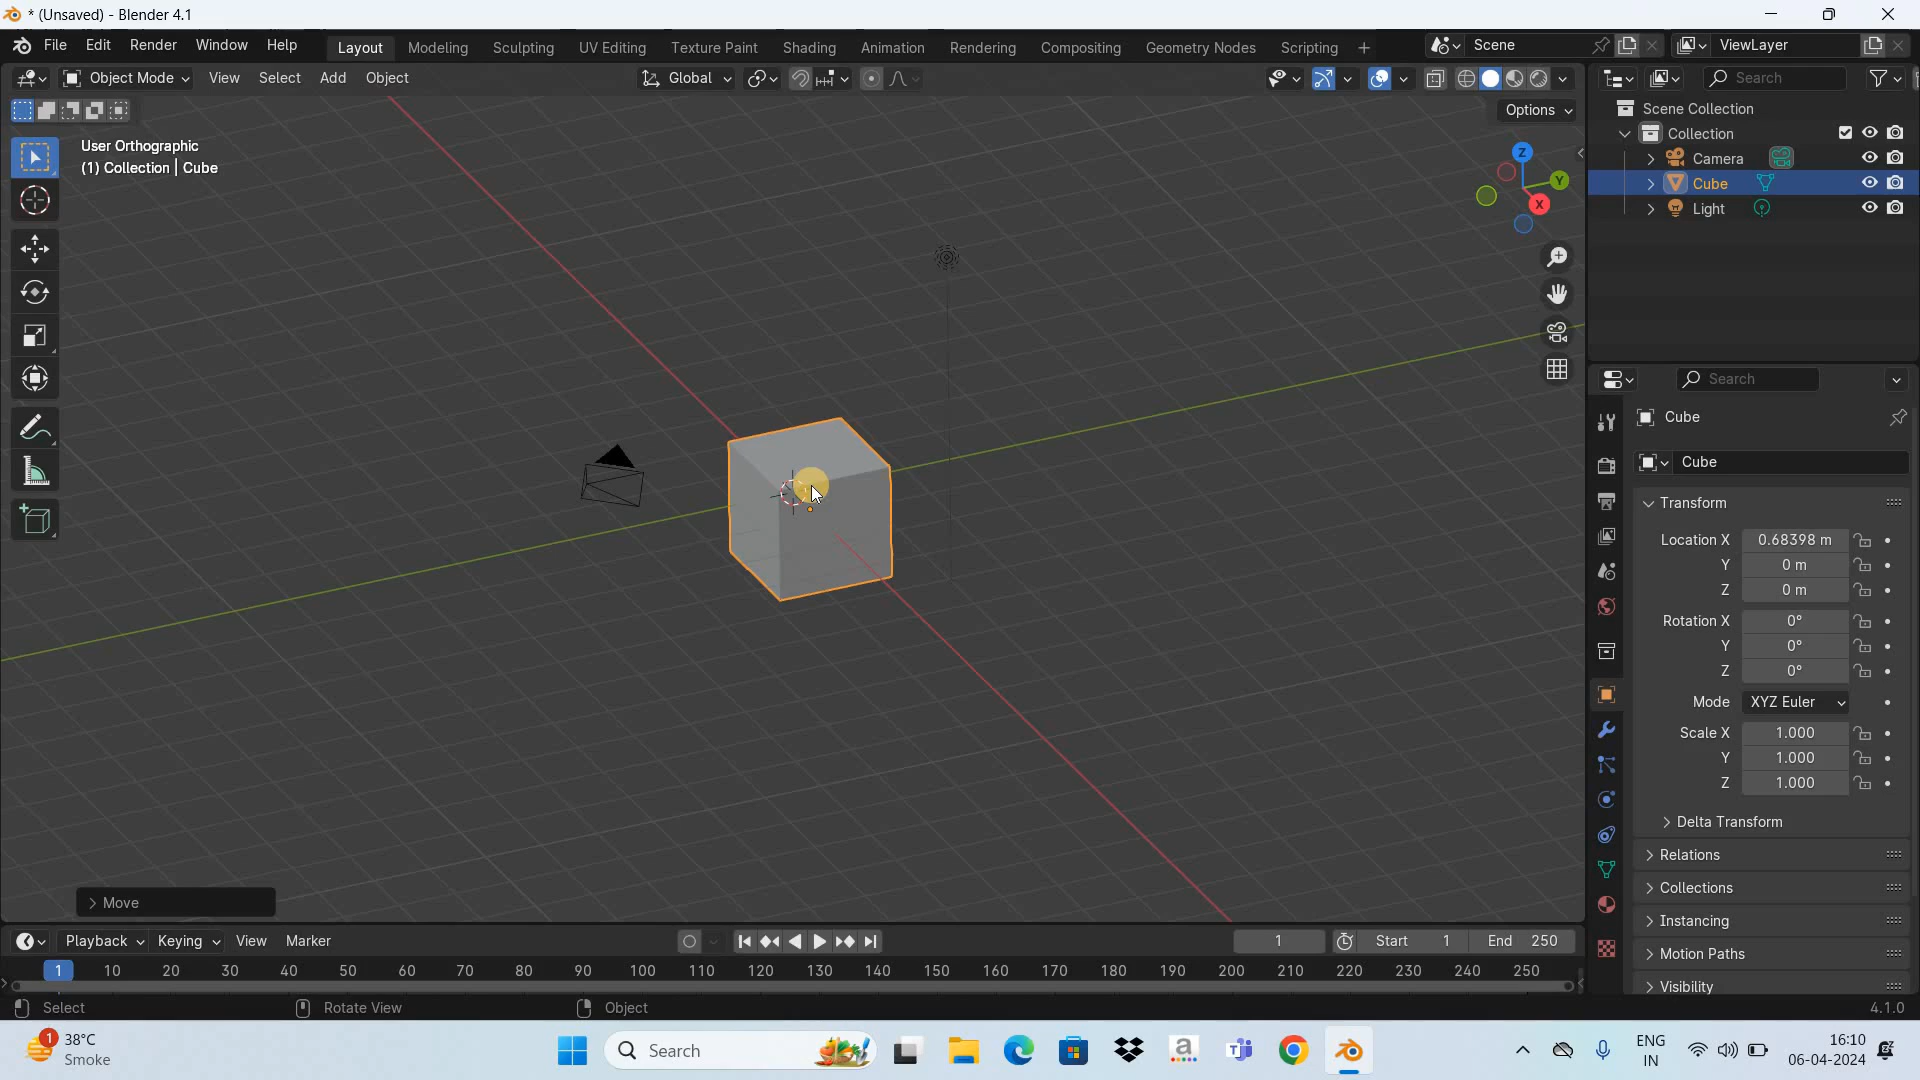 * (Unsaved) - Blender 4.1
File Edit Render Window Help Layout Modeling Sculpting UV Editing Texture Paint Shading Animation Rendering Compositing Geometry Nodes Scripting + Scene ViewLayer
Object Mode View Select Add Object Global Search
Options
User Orthographic
(1) Collection | Cube
Z
Y
X
Scene Collection
Collection
Camera
Cube
Light
Search
Cube
Cube
Transform
Location X 0.68398 m
Y 0 m
Z 0 m
Rotation X 0°
Y 0°
Z 0°
Mode XYZ Euler
Scale X 1.000
Y 1.000
Z 1.000
Delta Transform
Relations
Collections
Instancing
Motion Paths
Visibility
Move
Playback Keying View Marker 1 Start 1 End 250
1 10 20 30 40 50 60 70 80 90 100 110 120 130 140 150 160 170 180 190 200 210 220 230 240 250
Select Rotate View Object 4.1.0
1 38°C
Smoke
Search
a
ENG
IN
16:10
06-04-2024